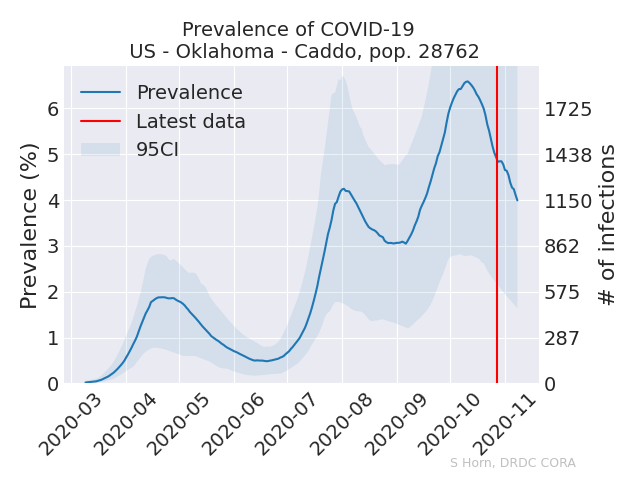 Prevalence of COVID-19
US - Oklahoma - Caddo, pop. 28762
Prevalence
Latest data
95CI
Prevalence (%)
6
5
4
3
2
1
0
1725
1438
1150
862
575
287
0
# of infections
2020-03
2020-04
2020-05
2020-06
2020-07
2020-08
2020-09
2020-10
2020-11
S Horn, DRDC CORA